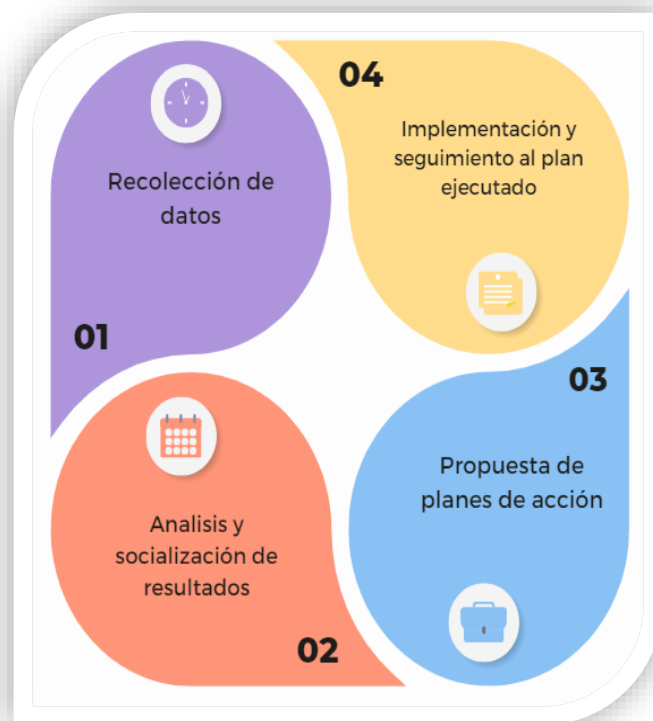 01
Recolección de
datos
02
Analisis y
socialización de
resultados
03
Propuesta de
planes de acción
04
Implementación y
seguimiento al plan
ejecutado